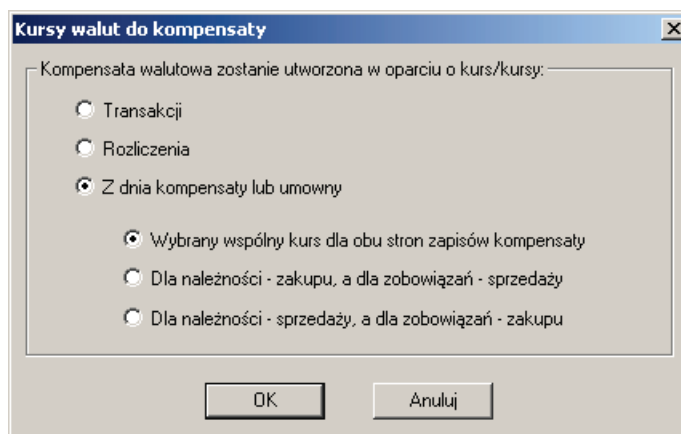 Kursy walut do kompensaty
Kompensata walutowa zostanie utworzona w oparciu o kurs/kursy:
Transakcji
Rozliczenia
Z dnia kompensaty lub umowny
Wybrany wspólny kurs dla obu stron zapisów kompensaty
Dla należności - zakupu, a dla zobowiązań - sprzedaży
Dla należności - sprzedaży, a dla zobowiązań - zakupu
OK
Anuluj